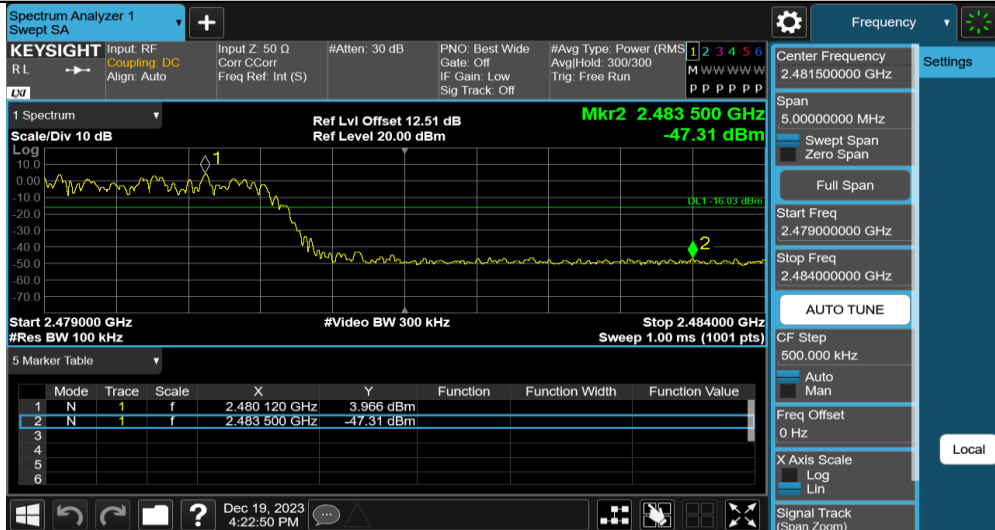 Spectrum Analyzer 1
Swept SA
+
Frequency
KEYSIGHT
R L
LXI
Input: RF
Coupling: DC
Align: Auto
Input Z: 50 Ω
Corr CCorr
Freq Ref: Int (S)
#Atten: 30 dB
PNO: Best Wide
Gate: Off
IF Gain: Low
Sig Track: Off
#Avg Type: Power (RMS
Avg|Hold: 300/300
Trig: Free Run
1 2 3 4 5 6
M W W W W W
P P P P P P
1 Spectrum
Scale/Div 10 dB
Ref Lvl Offset 12.51 dB
Ref Level 20.00 dBm
Mkr2 2.483 500 GHz
-47.31 dBm
Log
10.0
0.00
-10.0
-20.0
-30.0
-40.0
-50.0
-60.0
-70.0
1
2
DL1 -16.03 dBm
Start 2.479000 GHz
#Video BW 300 kHz
Stop 2.484000 GHz
#Res BW 100 kHz
Sweep 1.00 ms (1001 pts)
5 Marker Table
Mode Trace Scale X Y Function Function Width Function Value
1 N 1 f 2.480 120 GHz 3.966 dBm
2 N 1 f 2.483 500 GHz -47.31 dBm
3
4
5
6
?
Dec 19, 2023
4:22:50 PM
Center Frequency
2.481500000 GHz
Settings
Span
5.00000000 MHz
Swept Span
Zero Span
Full Span
Start Freq
2.479000000 GHz
Stop Freq
2.484000000 GHz
AUTO TUNE
CF Step
500.000 kHz
Auto
Man
Freq Offset
0 Hz
Local
X Axis Scale
Log
Lin
Signal Track
(Span Zoom)